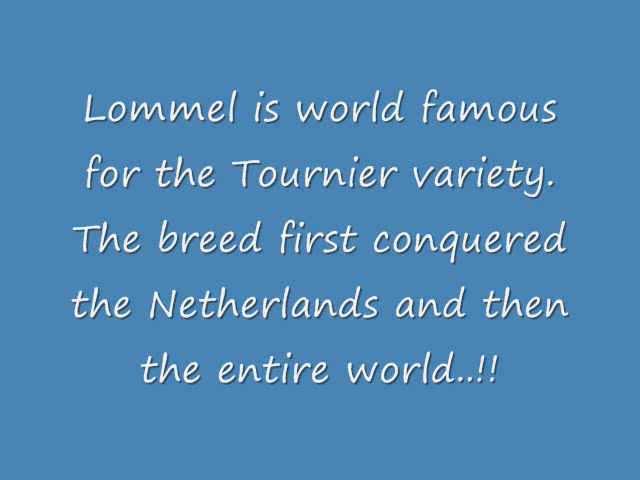 Lommel is world famous
for the Tournier variety.
The breed first conquered
the Netherlands and then
the entire world..!!